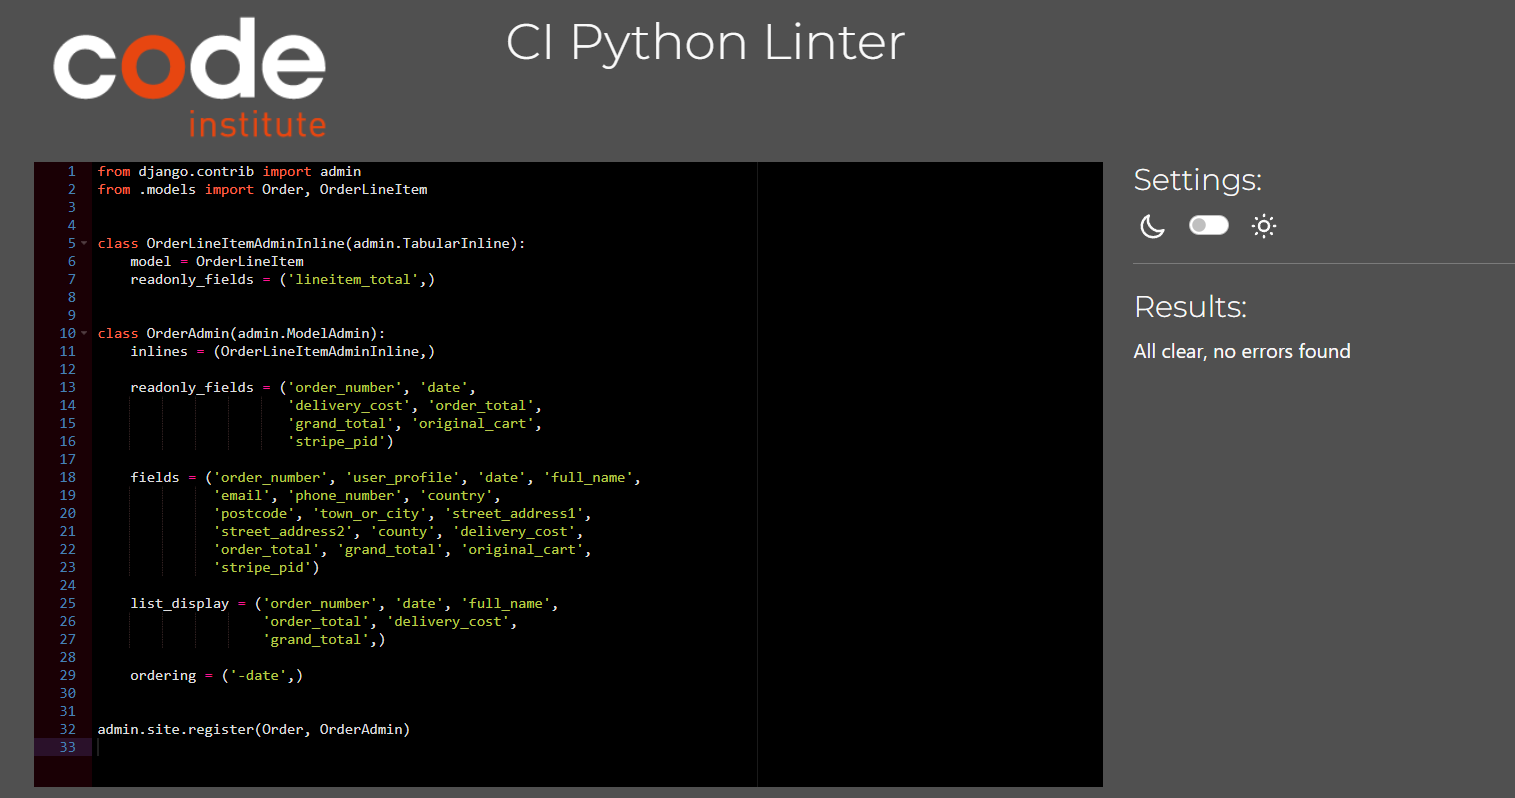 code
institute
CI Python Linter
1 from django.contrib import admin
2 from .models import Order, OrderLineItem
3
4
5 class OrderLineItemAdminInline(admin.TabularInline):
6     model = OrderLineItem
7     readonly_fields = ('lineitem_total',)
8
9
10 class OrderAdmin(admin.ModelAdmin):
11     inlines = (OrderLineItemAdminInline,)
12
13     readonly_fields = ('order_number', 'date',
14                        'delivery_cost', 'order_total',
15                        'grand_total', 'original_cart',
16                        'stripe_pid')
17
18     fields = ('order_number', 'user_profile', 'date', 'full_name',
19               'email', 'phone_number', 'country',
20               'postcode', 'town_or_city', 'street_address1',
21               'street_address2', 'county', 'delivery_cost',
22               'order_total', 'grand_total', 'original_cart',
23               'stripe_pid')
24
25     list_display = ('order_number', 'date', 'full_name',
26                     'order_total', 'delivery_cost',
27                     'grand_total',)
28
29     ordering = ('-date',)
30
31
32 admin.site.register(Order, OrderAdmin)
33
Settings:
Results:
All clear, no errors found